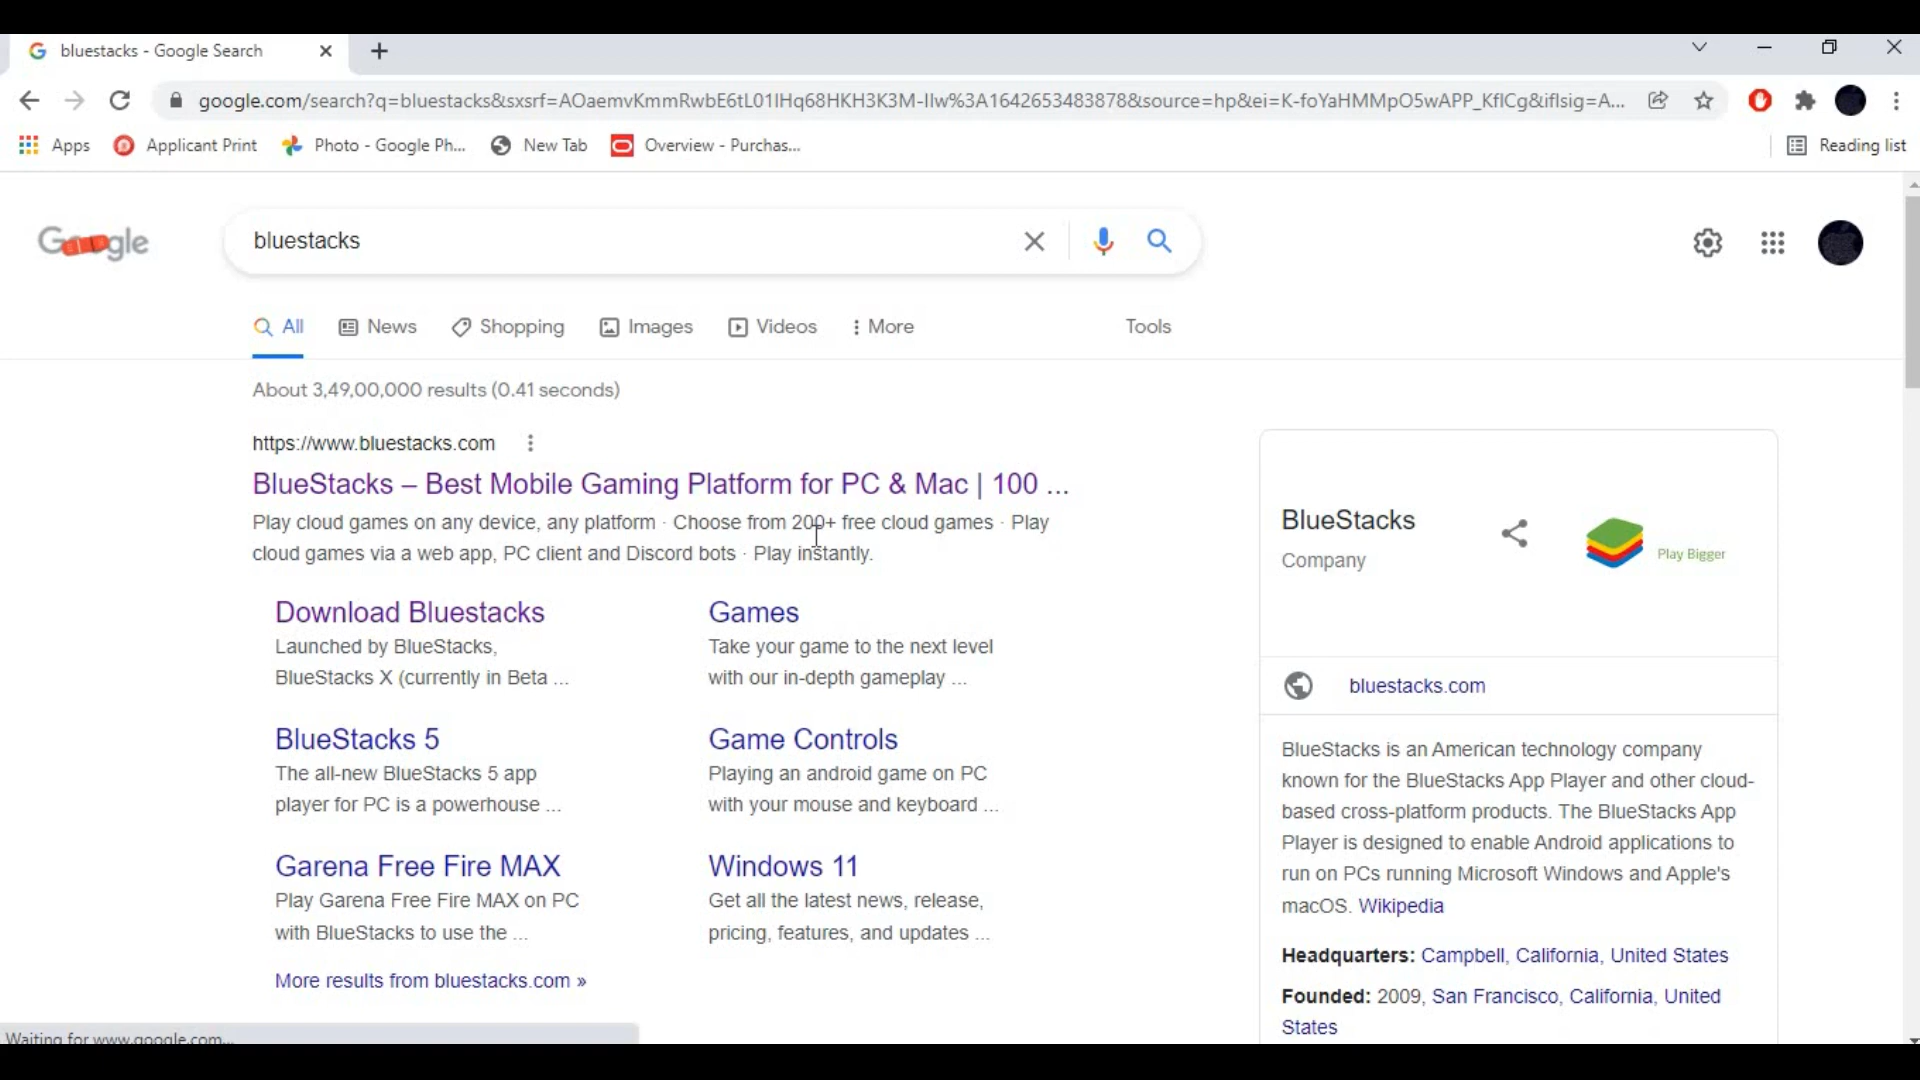 bluestacks - Google Search
google.com/search?q=bluestacks&sxsrf=AOaemvKmmRwbE6tL01IHq68HKH3K3M-Ilw%3A1642653483878&source=hp&ei=K-foYaHMMpO5wAPP_KfICg&iflsig=A...
Apps
Applicant Print
Photo - Google Ph...
New Tab
Overview - Purchas...
Reading list
Google
bluestacks
All
News
Shopping
Images
Videos
More
Tools
About 3,49,00,000 results (0.41 seconds)
https://www.bluestacks.com
BlueStacks – Best Mobile Gaming Platform for PC & Mac | 100 ...
Play cloud games on any device, any platform · Choose from 200+ free cloud games · Play
cloud games via a web app, PC client and Discord bots · Play instantly.
Download Bluestacks
Launched by BlueStacks,
BlueStacks X (currently in Beta ...
Games
Take your game to the next level
with our in-depth gameplay ...
BlueStacks 5
The all-new BlueStacks 5 app
player for PC is a powerhouse ...
Game Controls
Playing an android game on PC
with your mouse and keyboard ...
Garena Free Fire MAX
Play Garena Free Fire MAX on PC
with BlueStacks to use the ...
Windows 11
Get all the latest news, release,
pricing, features, and updates ...
More results from bluestacks.com »
BlueStacks
Company
Play Bigger
bluestacks.com
BlueStacks is an American technology company
known for the BlueStacks App Player and other cloud-
based cross-platform products. The BlueStacks App
Player is designed to enable Android applications to
run on PCs running Microsoft Windows and Apple's
macOS. Wikipedia
Headquarters: Campbell, California, United States
Founded: 2009, San Francisco, California, United
States
Waiting for www.google.com...